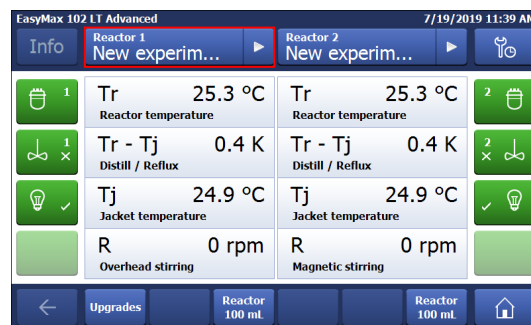 EasyMax 102 LT Advanced 7/19/2019 11:39 AM
Info
Reactor 1
New experim...
Reactor 2
New experim...
1
Tr 25.3 °C
Reactor temperature
Tr 25.3 °C
Reactor temperature
2
1
Tr - Tj 0.4 K
Distill / Reflux
Tr - Tj 0.4 K
Distill / Reflux
2
Tj 24.9 °C
Jacket temperature
Tj 24.9 °C
Jacket temperature
R 0 rpm
Overhead stirring
R 0 rpm
Magnetic stirring
Upgrades
Reactor
100 mL
Reactor
100 mL